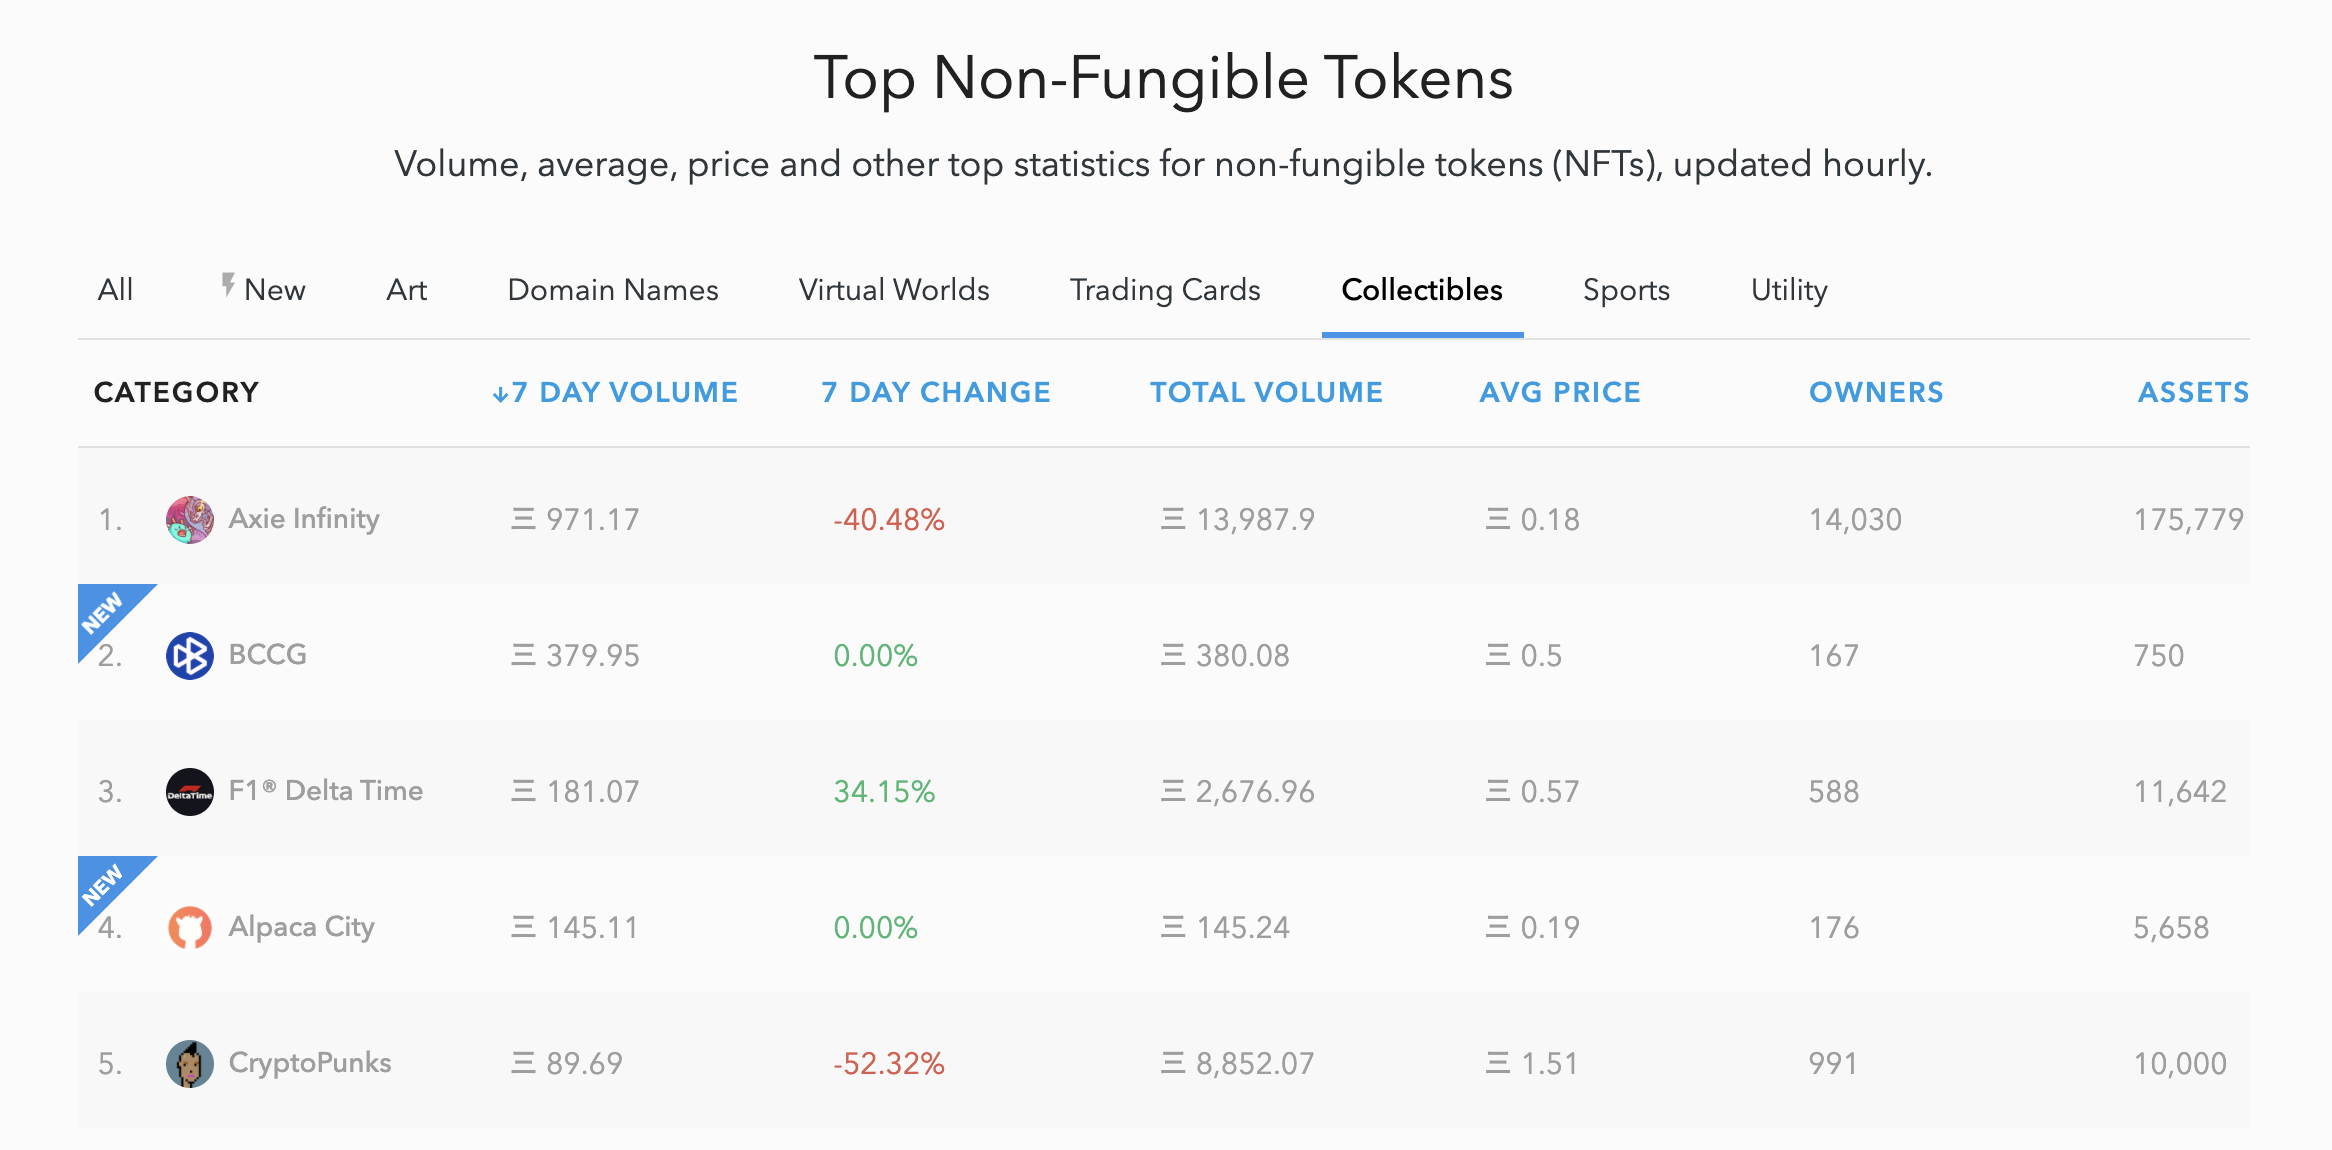 Top Non-Fungible Tokens
Volume, average, price and other top statistics for non-fungible tokens (NFTs), updated hourly.
All New Art Domain Names Virtual Worlds Trading Cards Collectibles Sports Utility
CATEGORY ↓7 DAY VOLUME 7 DAY CHANGE TOTAL VOLUME AVG PRICE OWNERS ASSETS
1. Axie Infinity Ξ 971.17 -40.48% Ξ 13,987.9 Ξ 0.18 14,030 175,779
NEW
2. BCCG Ξ 379.95 0.00% Ξ 380.08 Ξ 0.5 167 750
3. DeltaTime F1® Delta Time Ξ 181.07 34.15% Ξ 2,676.96 Ξ 0.57 588 11,642
NEW
4. Alpaca City Ξ 145.11 0.00% Ξ 145.24 Ξ 0.19 176 5,658
5. CryptoPunks Ξ 89.69 -52.32% Ξ 8,852.07 Ξ 1.51 991 10,000